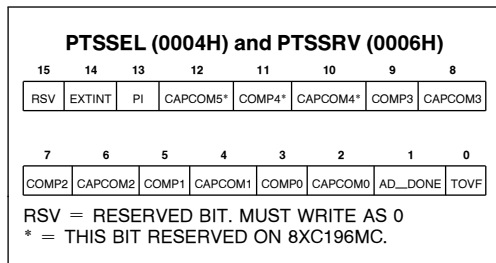 PTSSEL (0004H) and PTSSRV (0006H)
15 14 13 12 11 10 9 8
RSV EXTINT PI CAPCOM5* COMP4* CAPCOM4* COMP3 CAPCOM3
7 6 5 4 3 2 1 0
COMP2 CAPCOM2 COMP1 CAPCOM1 COMP0 CAPCOM0 AD__DONE TOVF
RSV = RESERVED BIT. MUST WRITE AS 0
* = THIS BIT RESERVED ON 8XC196MC.